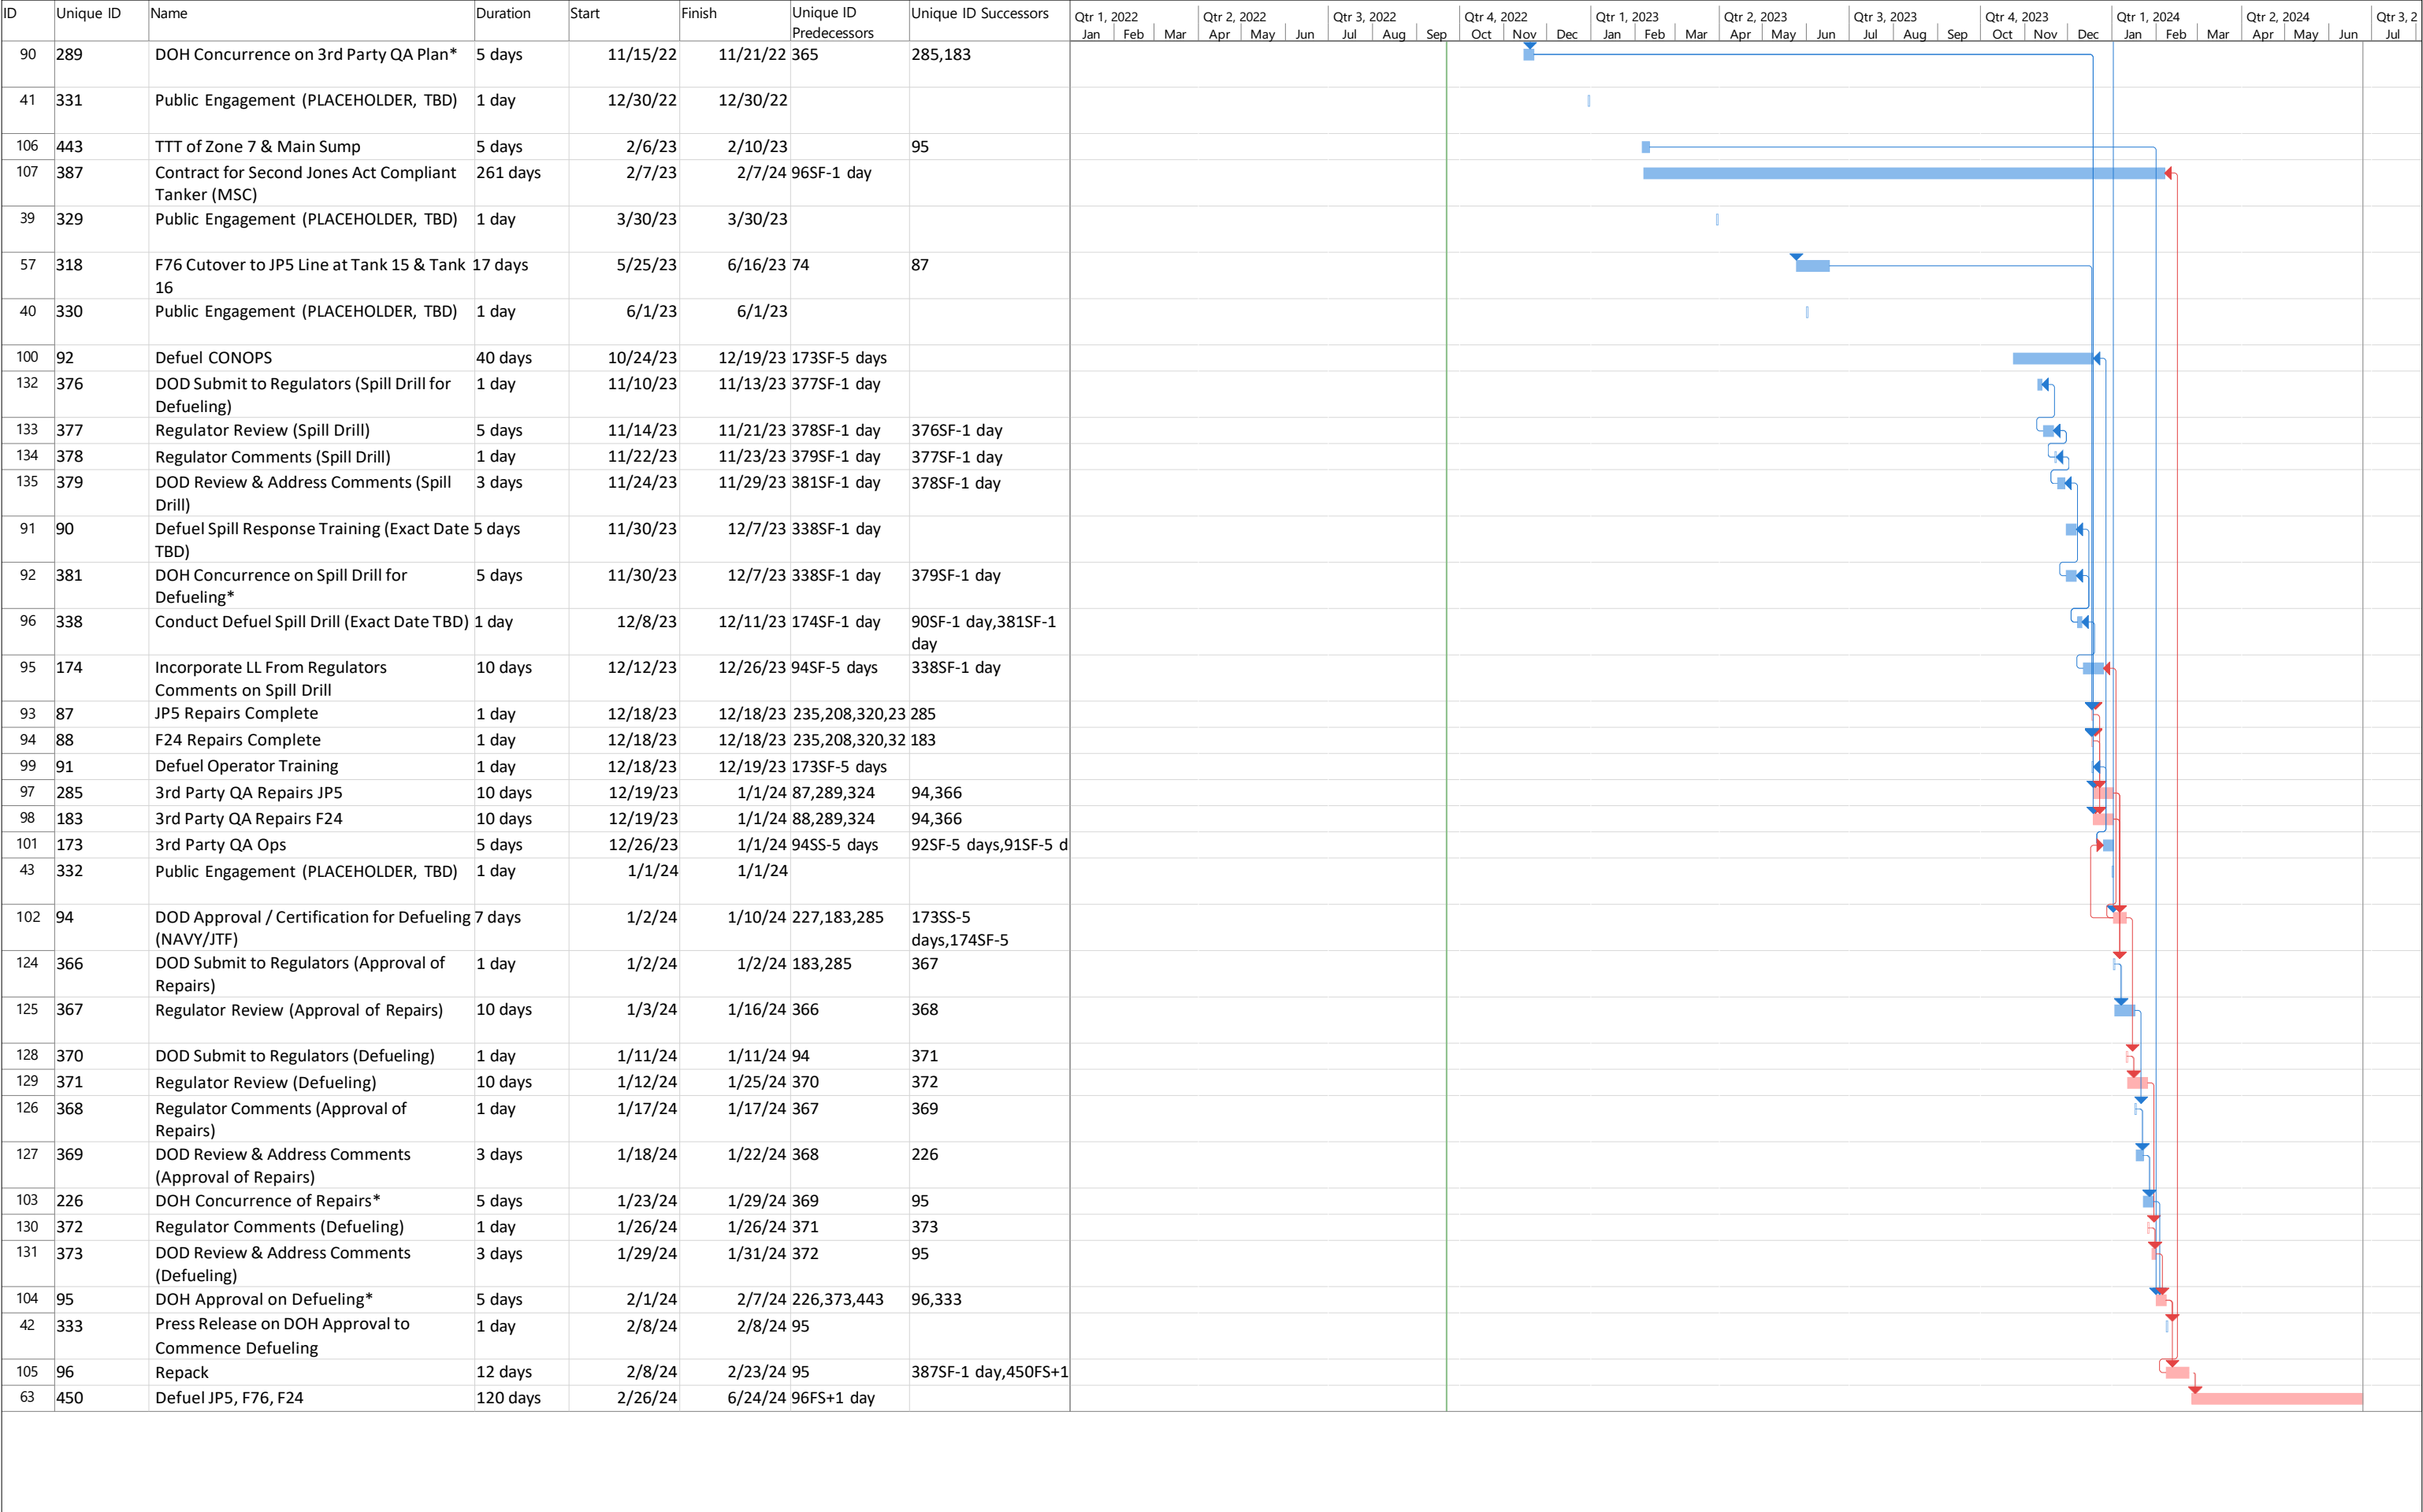 ID Unique ID Name Duration Start Finish Unique ID Predecessors Unique ID Successors
Qtr 1, 2022 Qtr 2, 2022 Qtr 3, 2022 Qtr 4, 2022 Qtr 1, 2023 Qtr 2, 2023 Qtr 3, 2023 Qtr 4, 2023 Qtr 1, 2024 Qtr 2, 2024 Qtr 3, 2
Jan Feb Mar Apr May Jun Jul Aug Sep Oct Nov Dec Jan Feb Mar Apr May Jun Jul Aug Sep Oct Nov Dec Jan Feb Mar Apr May Jun Jul
90 289 DOH Concurrence on 3rd Party QA Plan* 5 days 11/15/22 11/21/22 365 285,183
41 331 Public Engagement (PLACEHOLDER, TBD) 1 day 12/30/22 12/30/22
106 443 TTT of Zone 7 & Main Sump 5 days 2/6/23 2/10/23 95
107 387 Contract for Second Jones Act Compliant 261 days 2/7/23 2/7/24 96SF-1 day
Tanker (MSC)
39 329 Public Engagement (PLACEHOLDER, TBD) 1 day 3/30/23 3/30/23
57 318 F76 Cutover to JP5 Line at Tank 15 & Tank 17 days 5/25/23 6/16/23 74 87
16
40 330 Public Engagement (PLACEHOLDER, TBD) 1 day 6/1/23 6/1/23
100 92 Defuel CONOPS 40 days 10/24/23 12/19/23 173SF-5 days
132 376 DOD Submit to Regulators (Spill Drill for 1 day 11/10/23 11/13/23 377SF-1 day
Defueling)
133 377 Regulator Review (Spill Drill) 5 days 11/14/23 11/21/23 378SF-1 day 376SF-1 day
134 378 Regulator Comments (Spill Drill) 1 day 11/22/23 11/23/23 379SF-1 day 377SF-1 day
135 379 DOD Review & Address Comments (Spill 3 days 11/24/23 11/29/23 381SF-1 day 378SF-1 day
Drill)
91 90 Defuel Spill Response Training (Exact Date 5 days 11/30/23 12/7/23 338SF-1 day
TBD)
92 381 DOH Concurrence on Spill Drill for 5 days 11/30/23 12/7/23 338SF-1 day 379SF-1 day
Defueling*
96 338 Conduct Defuel Spill Drill (Exact Date TBD) 1 day 12/8/23 12/11/23 174SF-1 day 90SF-1 day,381SF-1
day
95 174 Incorporate LL From Regulators 10 days 12/12/23 12/26/23 94SF-5 days 338SF-1 day
Comments on Spill Drill
93 87 JP5 Repairs Complete 1 day 12/18/23 12/18/23 235,208,320,23 285
94 88 F24 Repairs Complete 1 day 12/18/23 12/18/23 235,208,320,32 183
99 91 Defuel Operator Training 1 day 12/18/23 12/19/23 173SF-5 days
97 285 3rd Party QA Repairs JP5 10 days 12/19/23 1/1/24 87,289,324 94,366
98 183 3rd Party QA Repairs F24 10 days 12/19/23 1/1/24 88,289,324 94,366
101 173 3rd Party QA Ops 5 days 12/26/23 1/1/24 94SS-5 days 92SF-5 days,91SF-5 d
43 332 Public Engagement (PLACEHOLDER, TBD) 1 day 1/1/24 1/1/24
102 94 DOD Approval / Certification for Defueling 7 days 1/2/24 1/10/24 227,183,285 173SS-5
(NAVY/JTF) days,174SF-5
124 366 DOD Submit to Regulators (Approval of 1 day 1/2/24 1/2/24 183,285 367
Repairs)
125 367 Regulator Review (Approval of Repairs) 10 days 1/3/24 1/16/24 366 368
128 370 DOD Submit to Regulators (Defueling) 1 day 1/11/24 1/11/24 94 371
129 371 Regulator Review (Defueling) 10 days 1/12/24 1/25/24 370 372
126 368 Regulator Comments (Approval of 1 day 1/17/24 1/17/24 367 369
Repairs)
127 369 DOD Review & Address Comments 3 days 1/18/24 1/22/24 368 226
(Approval of Repairs)
103 226 DOH Concurrence of Repairs* 5 days 1/23/24 1/29/24 369 95
130 372 Regulator Comments (Defueling) 1 day 1/26/24 1/26/24 371 373
131 373 DOD Review & Address Comments 3 days 1/29/24 1/31/24 372 95
(Defueling)
104 95 DOH Approval on Defueling* 5 days 2/1/24 2/7/24 226,373,443 96,333
42 333 Press Release on DOH Approval to 1 day 2/8/24 2/8/24 95
Commence Defueling
105 96 Repack 12 days 2/8/24 2/23/24 95 387SF-1 day,450FS+1
63 450 Defuel JP5, F76, F24 120 days 2/26/24 6/24/24 96FS+1 day